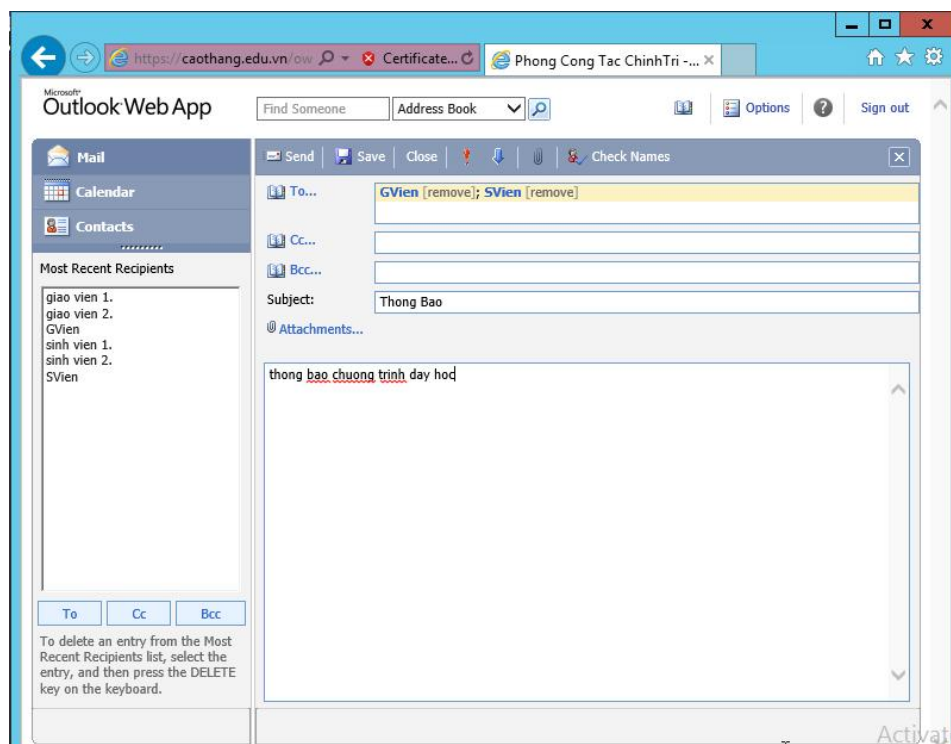 https://caothang.edu.vn/ow
Certificate...
Phong Cong Tac ChinhTri -...
Microsoft
Outlook Web App
Find Someone
Address Book
Options
Sign out
Mail
Send
Save
Close
Check Names
Calendar
To...
GVien [remove]; SVien [remove]
Contacts
Cc...
Most Recent Recipients
Bcc...
giao vien 1.
giao vien 2.
GVien
sinh vien 1.
sinh vien 2.
SVien
Subject:
Thong Bao
Attachments...
thong bao chuong trinh day hoc
To
Cc
Bcc
To delete an entry from the Most
Recent Recipients list, select the
entry, and then press the DELETE
key on the keyboard.
Activat